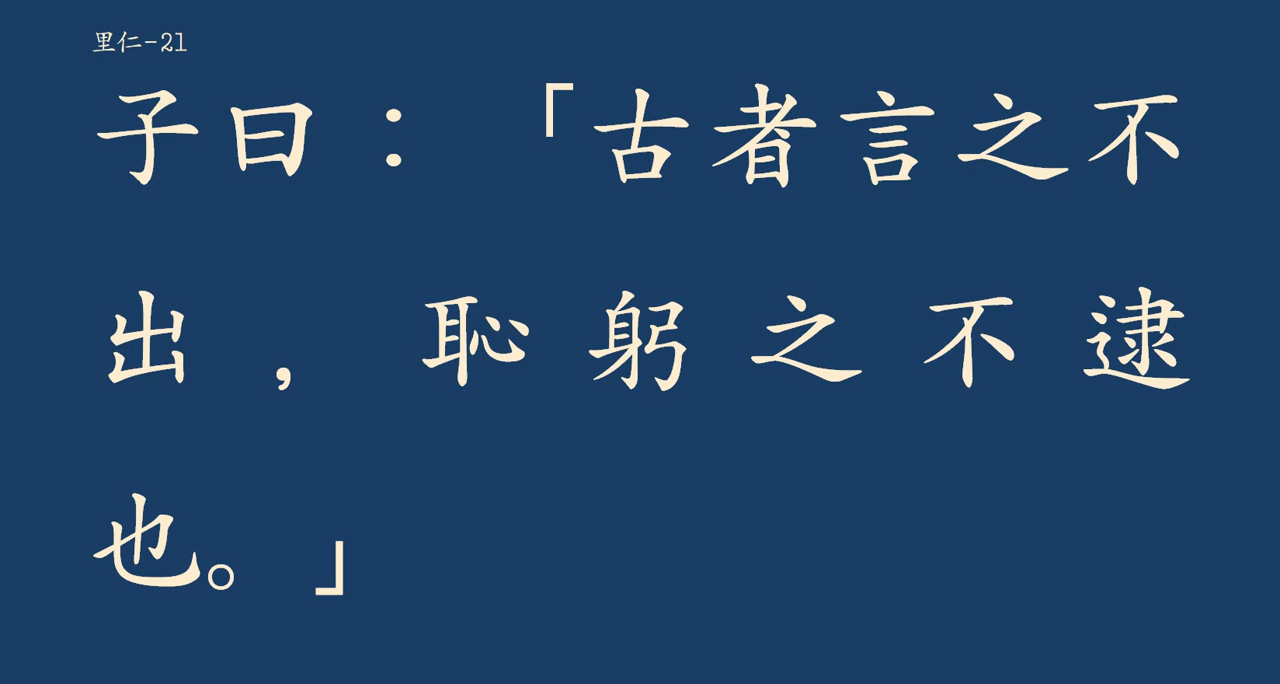 里仁-21
子曰：「古者言之不
出，恥躬之不逮
也。」